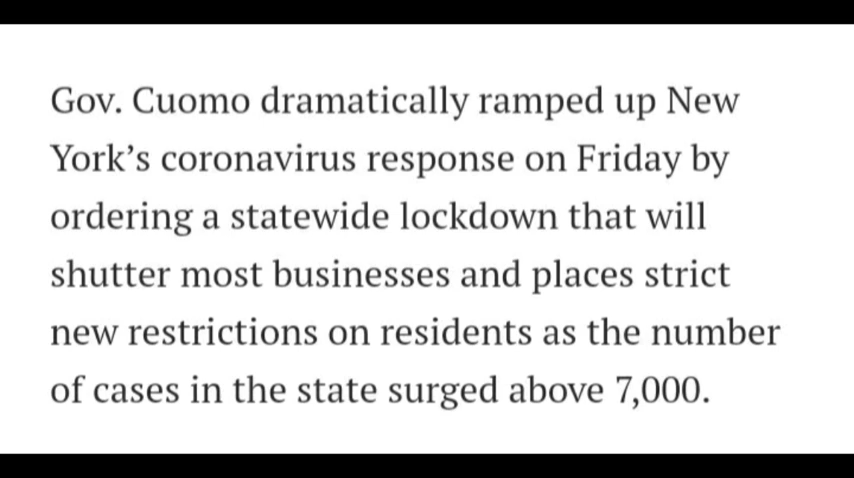 Gov. Cuomo dramatically ramped up New
York’s coronavirus response on Friday by
ordering a statewide lockdown that will
shutter most businesses and places strict
new restrictions on residents as the number
of cases in the state surged above 7,000.